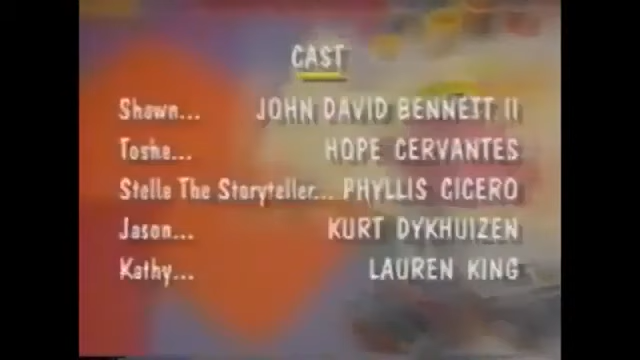 CAST
Shawn... JOHN DAVID BENNETT II
Tosha... HOPE CERVANTES
Stella The Storyteller... PHYLLIS CICERO
Jason... KURT DYKHUIZEN
Kathy... LAUREN KING